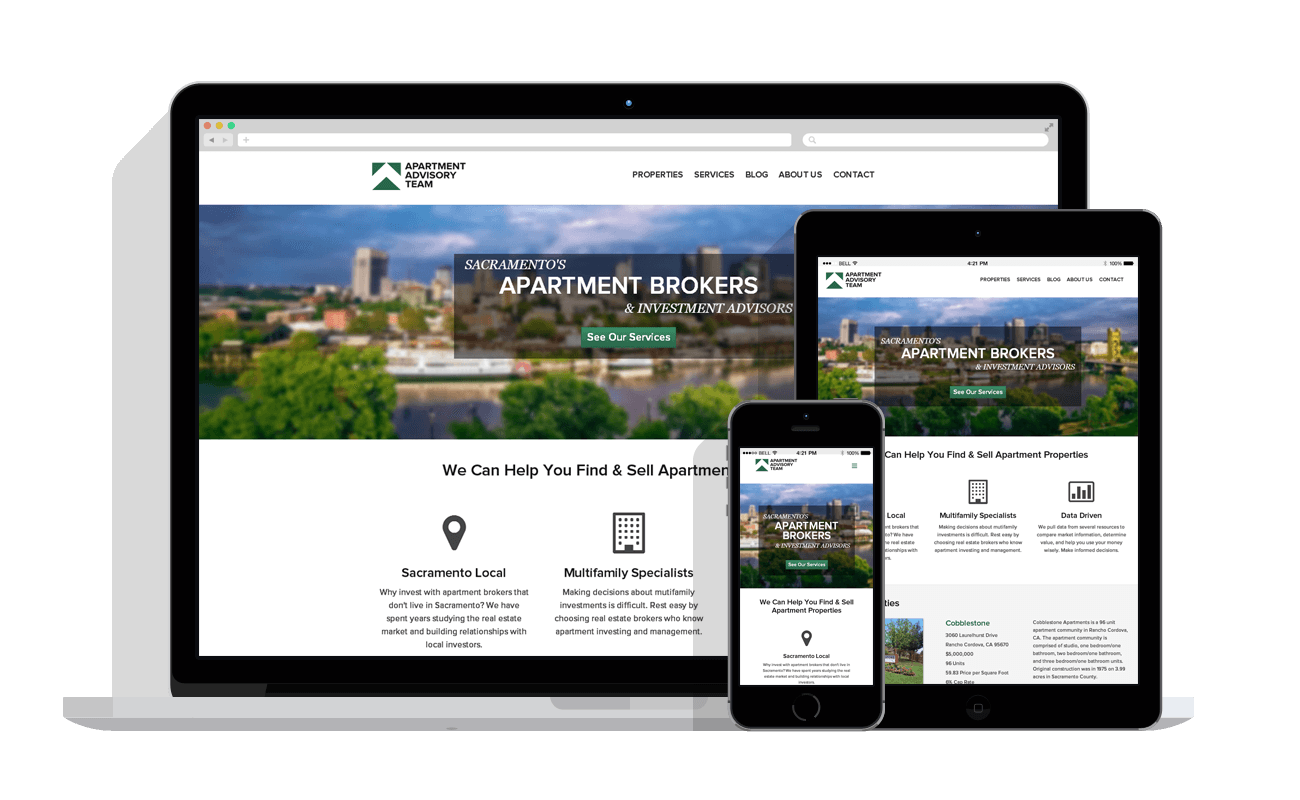 APARTMENT
ADVISORY
TEAM
PROPERTIES SERVICES BLOG ABOUT US CONTACT
SACRAMENTO'S
APARTMENT BROKERS
& INVESTMENT ADVISORS
See Our Services
We Can Help You Find & Sell Apartmen
Sacramento Local
Why invest with apartment brokers that
don't live in Sacramento? We have
spent years studying the real estate
market and building relationships with
local investors.
Multifamily Specialists
Making decisions about mutifamily
investments is difficult. Rest easy by
choosing real estate brokers who know
apartment investing and management.
BELL 4:21 PM 100%
APARTMENT
ADVISORY
TEAM
PROPERTIES SERVICES BLOG ABOUT US CONTACT
SACRAMENTO'S
APARTMENT BROKERS
& INVESTMENT ADVISORS
See Our Services
Can Help You Find & Sell Apartment Properties
Local
brokers that
to? We have
real estate
tionships with
rs.
Multifamily Specialists
Making decisions about mutifamily
investments is difficult. Rest easy by
choosing real estate brokers who know
apartment investing and management.
Data Driven
We pull data from several resources to
compare market information, determine
value, and help you use your money
wisely. Make informed decisions.
ties
Cobblestone
3060 Laurelhurst Drive
Rancho Cordova, CA 95670
$5,000,000
96 Units
59.83 Price per Square Foot
6% Cap Rate
Cobblestone Apartments is a 96 unit
apartment community in Rancho Cordova,
CA. The apartment community is
comprised of studio, one bedroom/one
bathroom, two bedroom/one bathroom,
and three bedroom/one bathroom units.
Original construction was in 1975 on 3.99
acres in Sacramento County.
BELL 4:21 PM 100%
APARTMENT
ADVISORY
TEAM
SACRAMENTO'S
APARTMENT
BROKERS
& INVESTMENT ADVISORS
See Our Services
We Can Help You Find & Sell
Apartment Properties
Sacramento Local
Why invest with apartment brokers that don't live in
Sacramento? We have spent years studying the real
estate market and building relationships with local
investors.